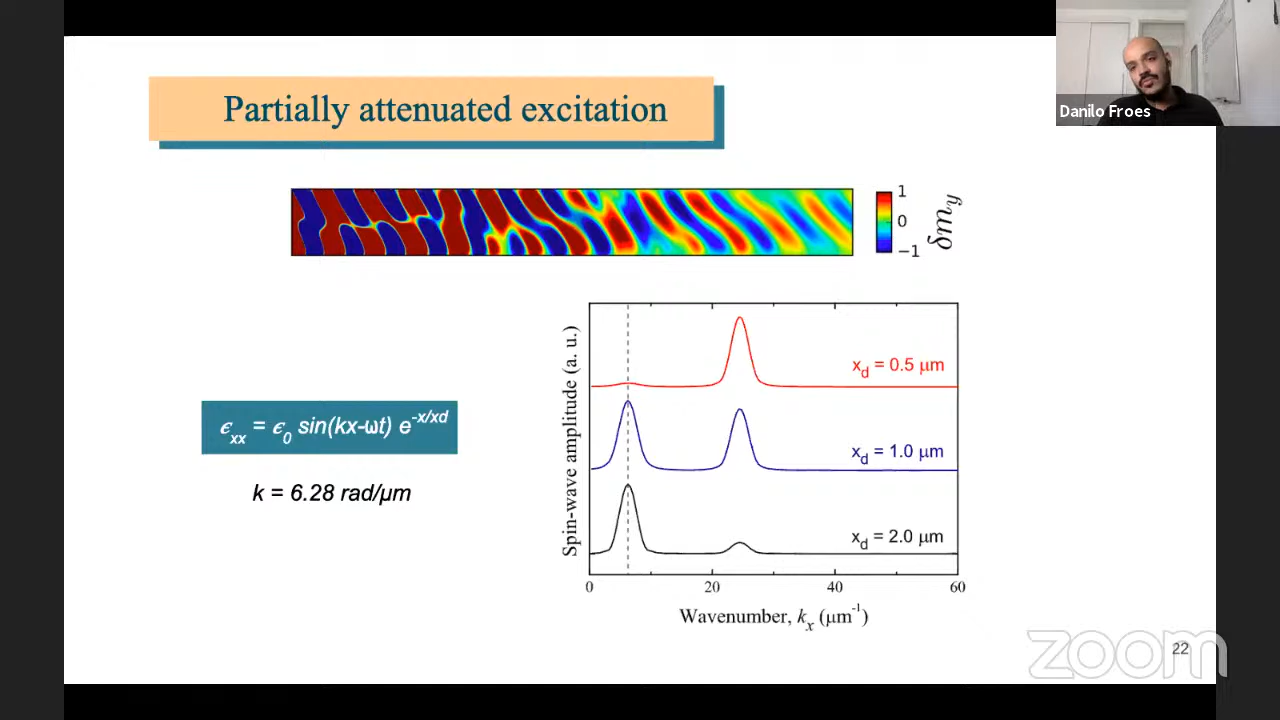 Danilo Froes
Partially attenuated excitation
1
0
−1
δm_y
ϵ_xx = ϵ_0 sin(kx-ωt) e^-x/xd
k = 6.28 rad/μm
Spin-wave amplitude (a. u.)
x_d = 0.5 μm
x_d = 1.0 μm
x_d = 2.0 μm
0 20 40 60
Wavenumber, k_x (μm^-1)
22
zoom